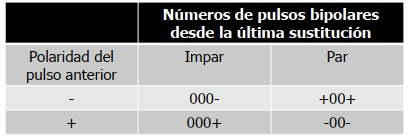 Números de pulsos bipolares
desde la última sustitución
Polaridad del
pulso anterior
Impar
Par
-
000-
+00+
+
000+
-00-